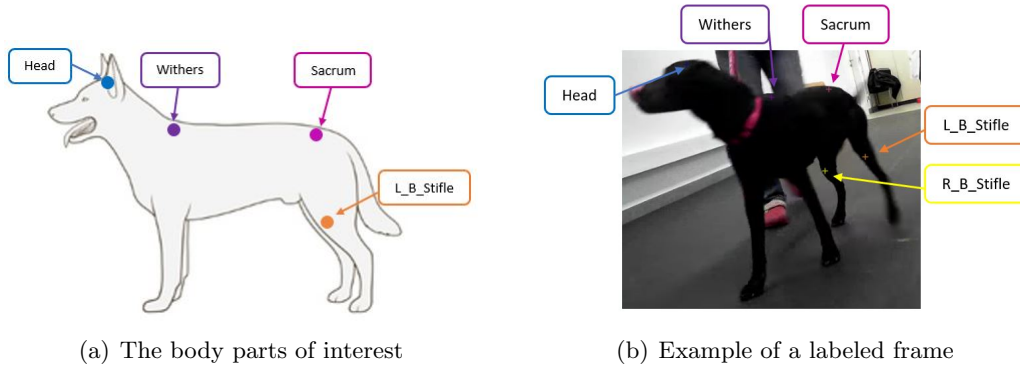 Head
Withers
Sacrum
L_B_Stifle
(a) The body parts of interest
Withers
Sacrum
Head
L_B_Stifle
R_B_Stifle
(b) Example of a labeled frame